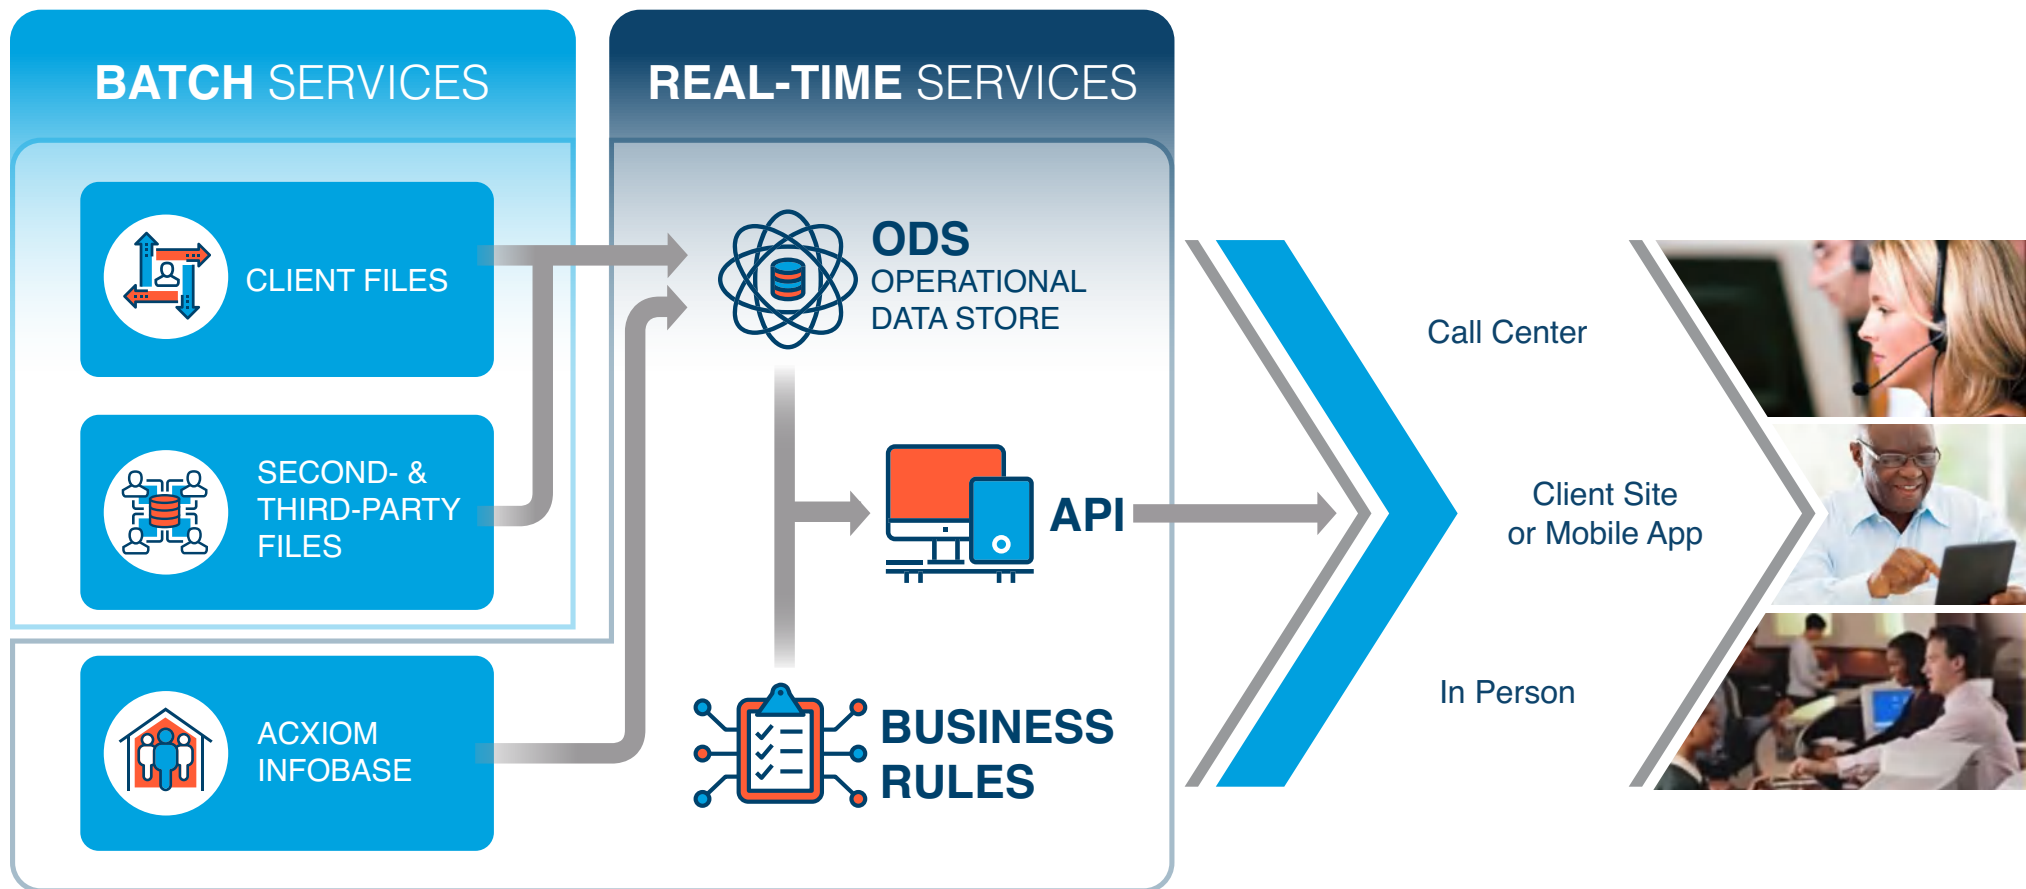 BATCH SERVICES
REAL-TIME SERVICES
CLIENT FILES
SECOND- &
THIRD-PARTY
FILES
ACXIOM
INFOBASE
ODS
OPERATIONAL
DATA STORE
API
BUSINESS
RULES
Call Center
Client Site
or Mobile App
In Person